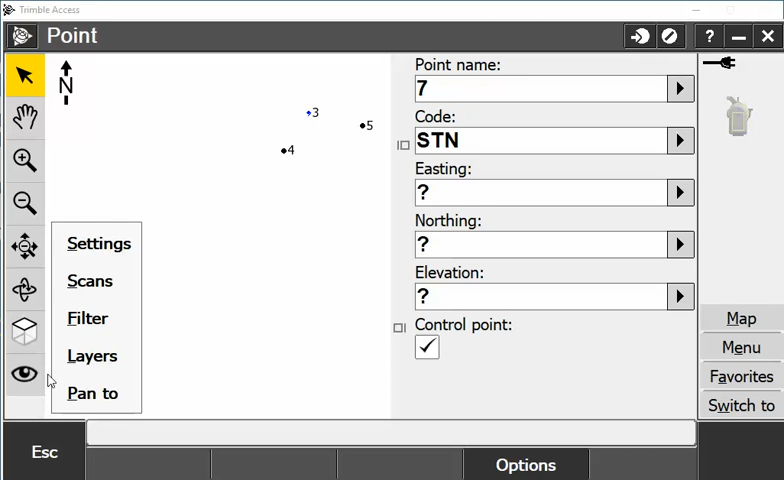 Trimble Access
Point
?
N
3
5
4
Settings
Scans
Filter
Layers
Pan to
Point name:
7
Code:
STN
Easting:
?
Northing:
?
Elevation:
?
Control point:
Map
Menu
Favorites
Switch to
Esc
Options